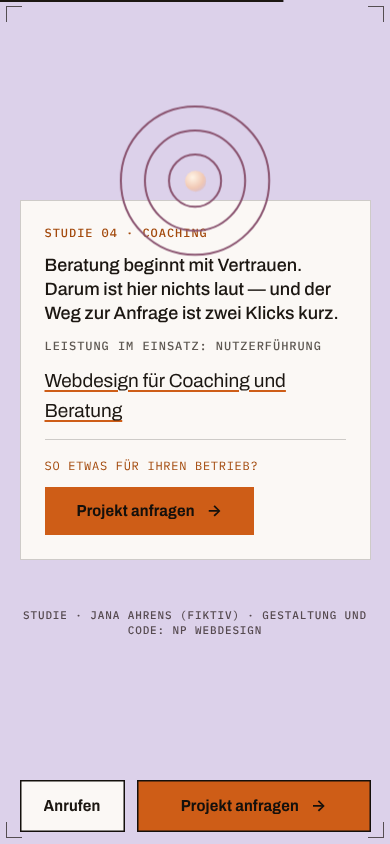 STUDIE 04 · COACHING
Beratung beginnt mit Vertrauen.
Darum ist hier nichts laut — und der
Weg zur Anfrage ist zwei Klicks kurz.
LEISTUNG IM EINSATZ: NUTZERFÜHRUNG
Webdesign für Coaching und
Beratung
SO ETWAS FÜR IHREN BETRIEB?
Projekt anfragen →
STUDIE · JANA AHRENS (FIKTIV) · GESTALTUNG UND
CODE: NP WEBDESIGN
Anrufen
Projekt anfragen →